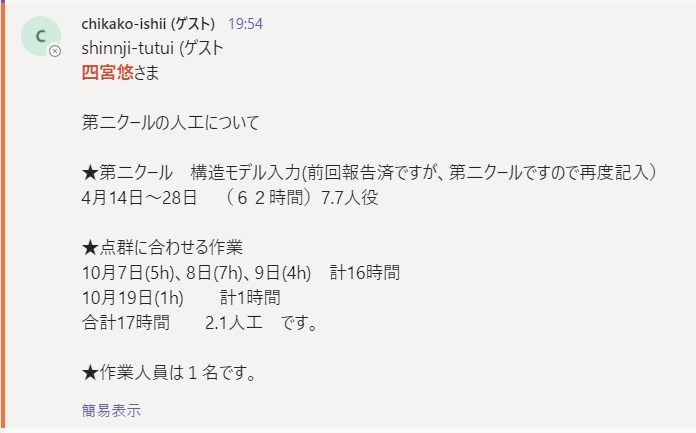 C
chikako-ishii (ゲスト) 19:54
shinnji-tutui (ゲスト
四宮悠さま
第二クールの人工について
★第二クール　構造モデル入力(前回報告済ですが、第二クールですので再度記入)
4月14日～28日　（６２時間）7.7人役
★点群に合わせる作業
10月7日(5h)、8日(7h)、9日(4h)　計16時間
10月19日(1h)　　計1時間
合計17時間　　2.1人工　です。
★作業人員は１名です。
簡易表示